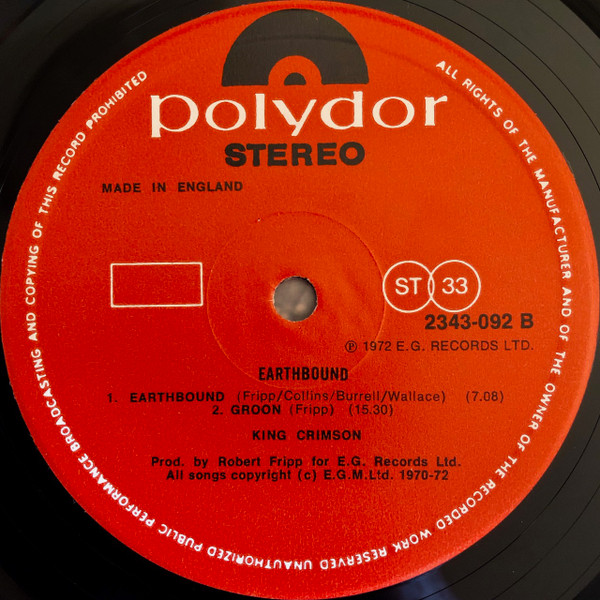 polydor
STEREO
MADE IN ENGLAND
ST 33
2343-092 B
℗ 1972 E.G. RECORDS LTD.
EARTHBOUND
1. EARTHBOUND (Fripp/Collins/Burrell/Wallace) (7.08)
2. GROON (Fripp) (15.30)
KING CRIMSON
Prod. by Robert Fripp for E.G. Records Ltd.
All songs copyright (c) E.G.M.Ltd. 1970-72
ALL RIGHTS OF THE MANUFACTURER AND OF THE OWNER OF THE RECORDED WORK RESERVED UNAUTHORIZED PUBLIC PERFORMANCE BROADCASTING AND COPYING OF THIS RECORD PROHIBITED